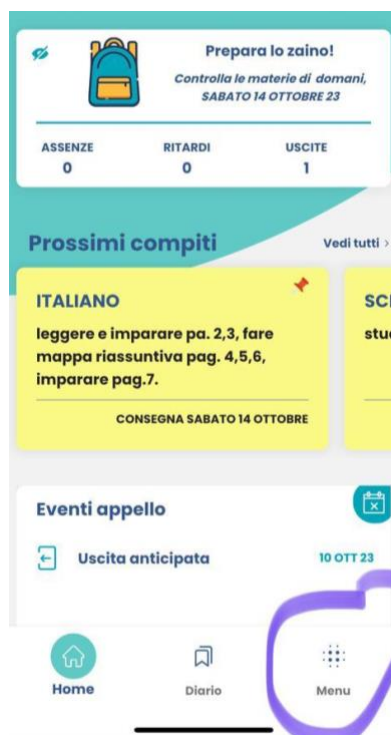 Prepara lo zaino!
Controlla le materie di domani,
SABATO 14 OTTOBRE 23
ASSENZE RITARDI USCITE
0 0 1
Prossimi compiti Vedi tutti >
ITALIANO
leggere e imparare pa. 2,3, fare
mappa riassuntiva pag. 4,5,6,
imparare pag.7.
CONSEGNA SABATO 14 OTTOBRE
SCI
stud
Eventi appello
Uscita anticipata 10 OTT 23
Home Diario Menu